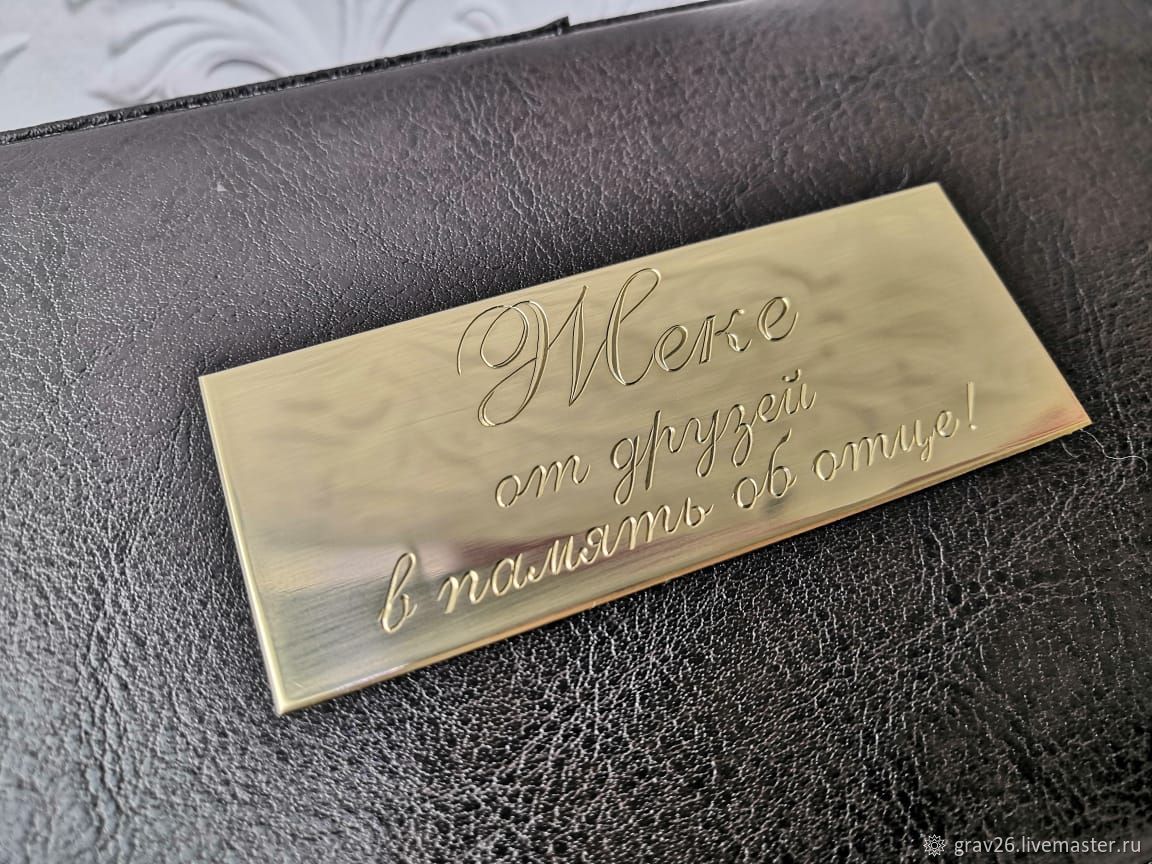 Жеке
от друзей
в память об отце!
grav26.livemaster.ru